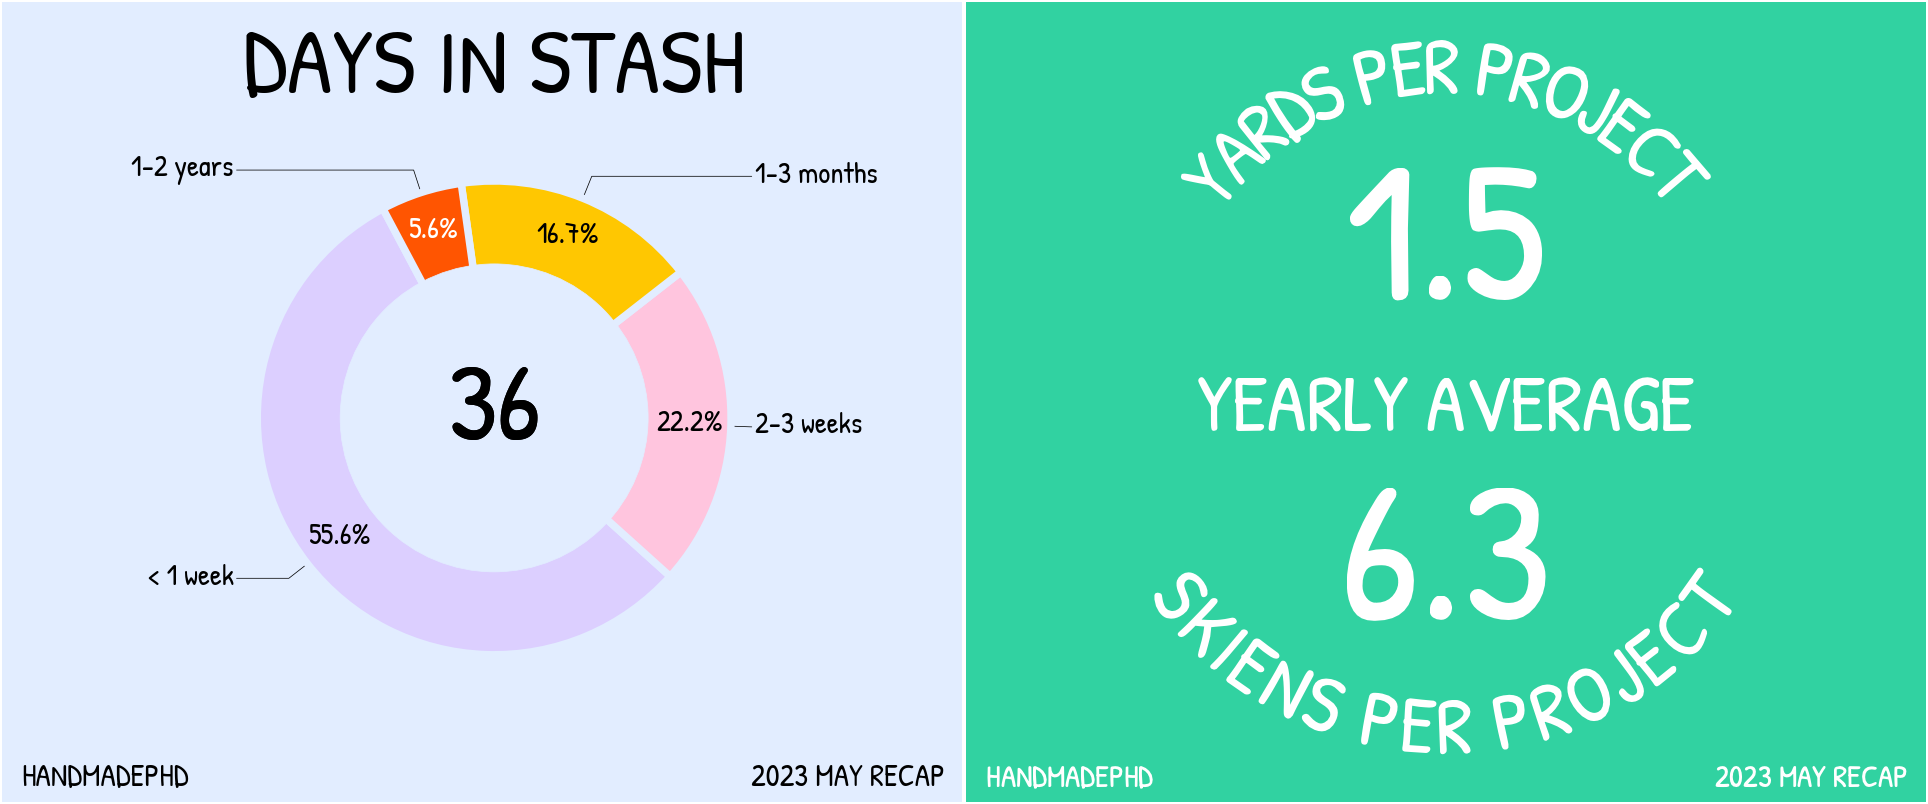 DAYS IN STASH
1-2 years
1-3 months
5.6%
16.7%
36
22.2%
2-3 weeks
55.6%
< 1 week
HANDMADEPHD
2023 MAY RECAP
YARDS PER PROJECT
1.5
YEARLY AVERAGE
6.3
SKIENS PER PROJECT
HANDMADEPHD
2023 MAY RECAP